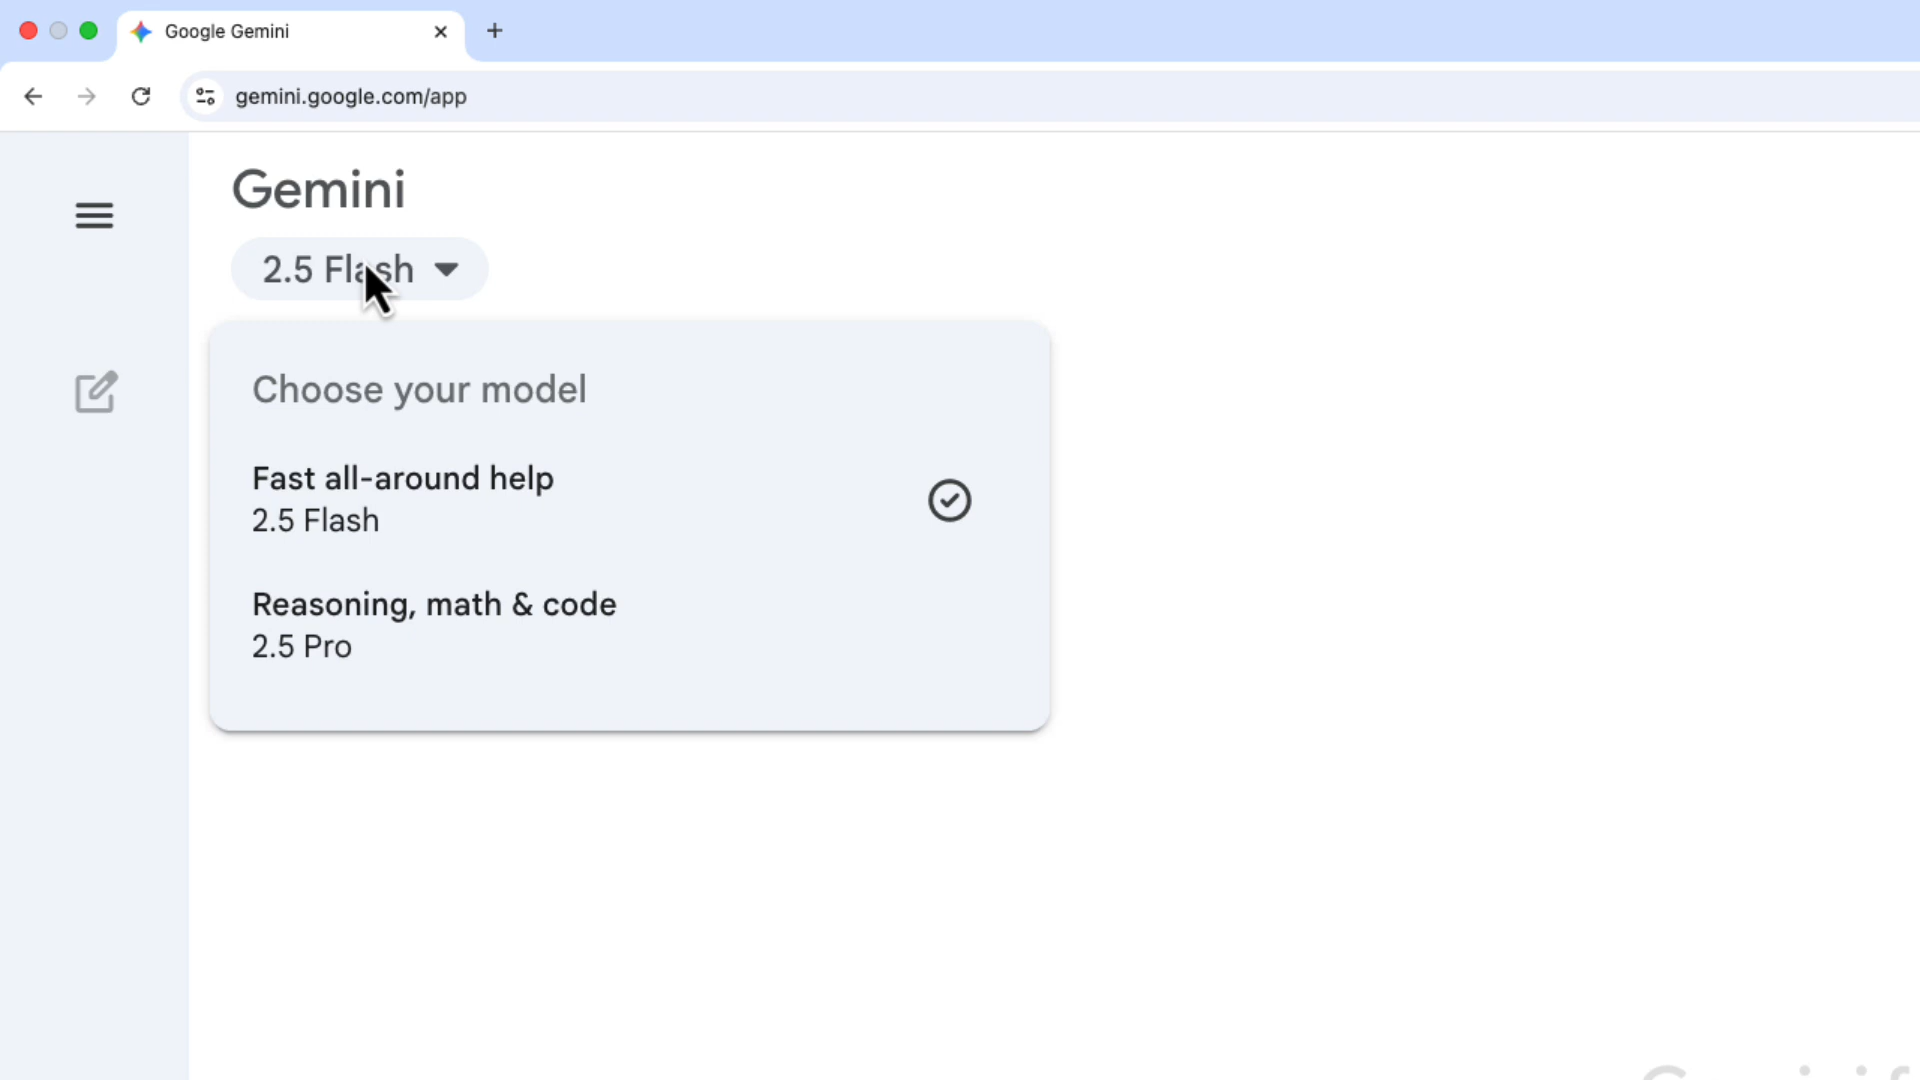 Google Gemini
gemini.google.com/app
Gemini
2.5 Flash
Choose your model
Fast all-around help
2.5 Flash
Reasoning, math & code
2.5 Pro